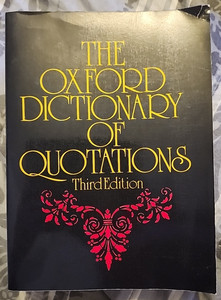 THE
OXFORD
DICTIONARY
OF
QUOTATIONS
Third Edition